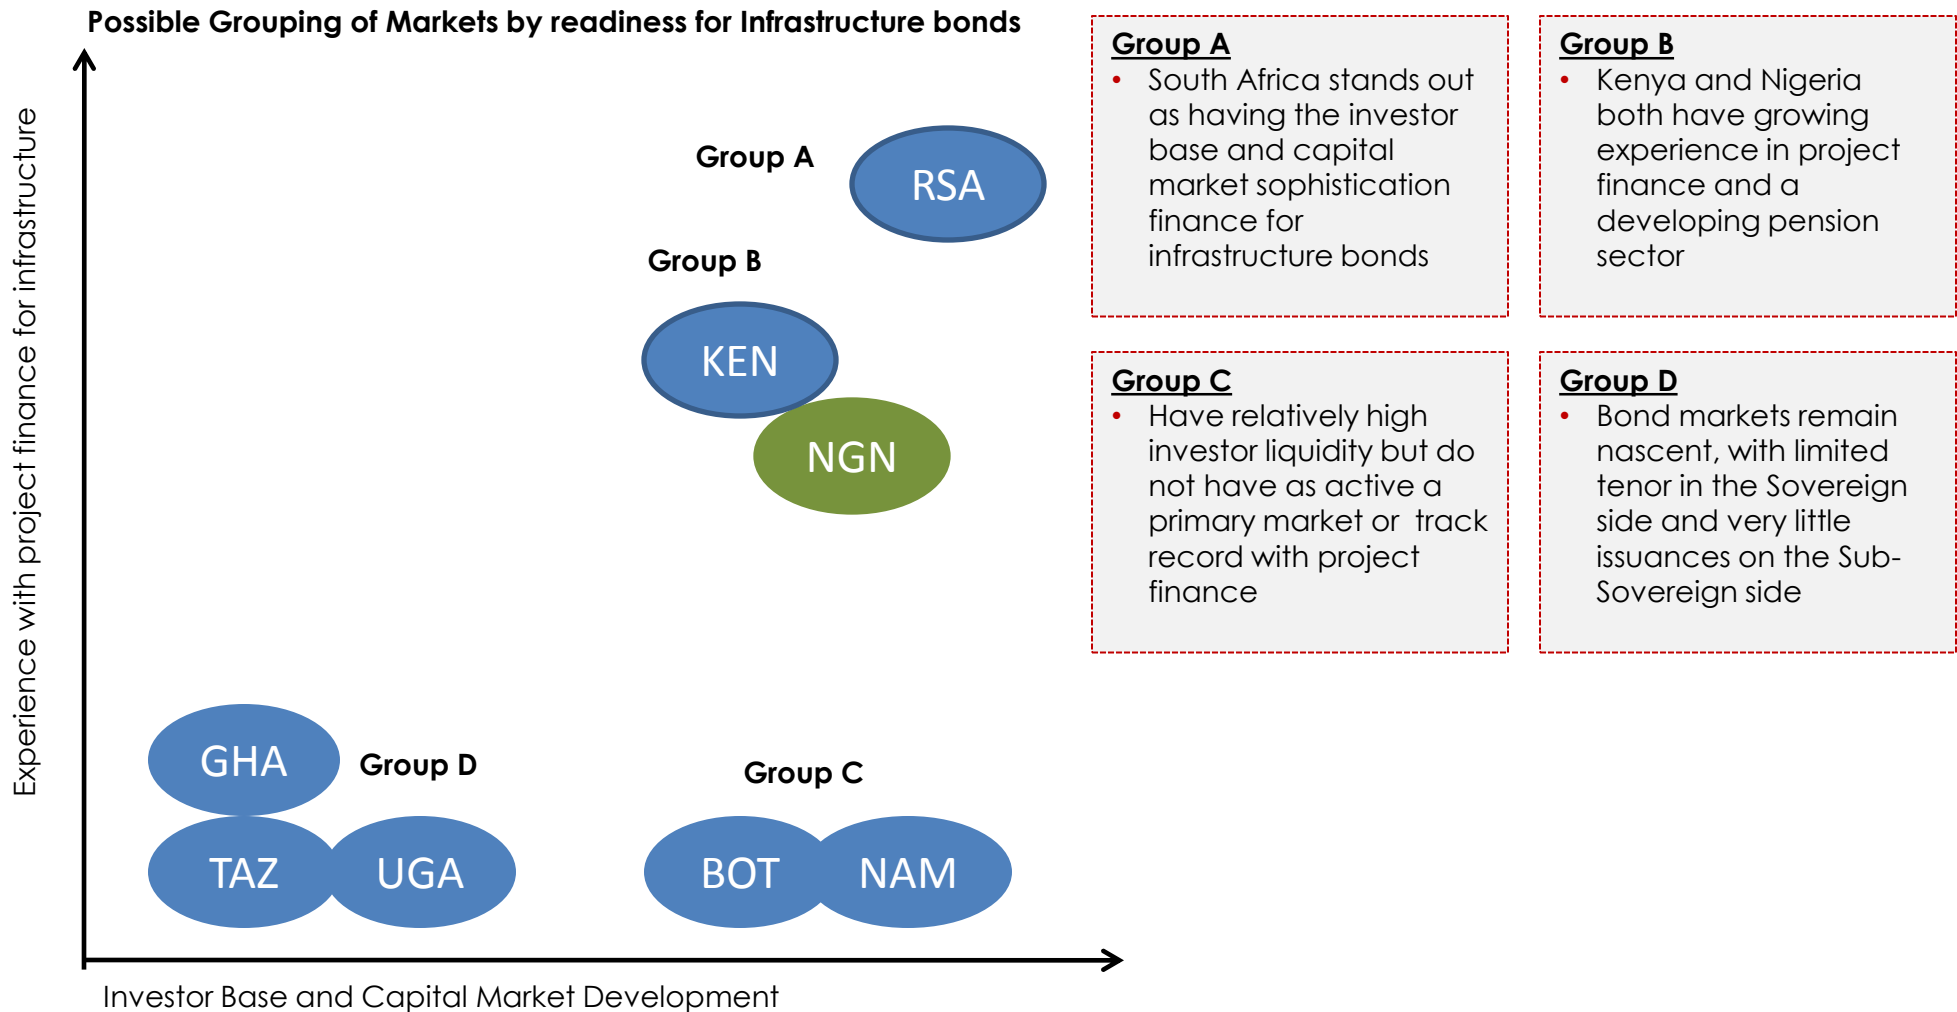 Possible Grouping of Markets by readiness for Infrastructure bonds
Experience with project finance for infrastructure
Group A
RSA
Group B
KEN
NGN
GHA
Group D
Group C
TAZ
UGA
BOT
NAM
Investor Base and Capital Market Development
Group A
• South Africa stands out
as having the investor
base and capital
market sophistication
finance for
infrastructure bonds
Group B
• Kenya and Nigeria
both have growing
experience in project
finance and a
developing pension
sector
Group C
• Have relatively high
investor liquidity but do
not have as active a
primary market or  track
record with project
finance
Group D
• Bond markets remain
nascent, with limited
tenor in the Sovereign
side and very little
issuances on the Sub-
Sovereign side